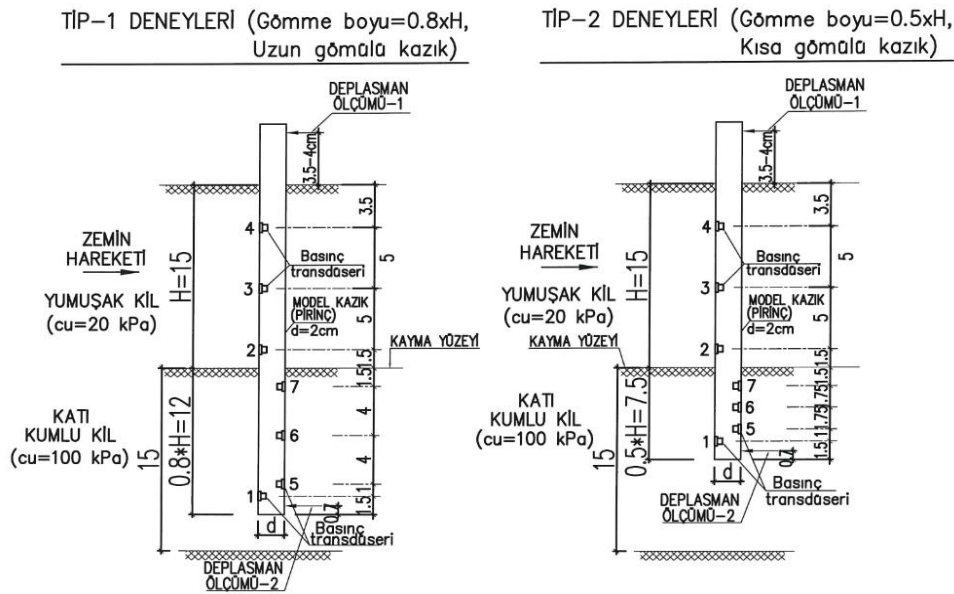 TİP-1 DENEYLERİ (Gömme boyu=0.8xH,
Uzun gömülü kazık)
DEPLASMAN
ÖLÇÜMÜ-1
3.5-4cm
3.5
4
ZEMİN
HAREKETİ
H=15
Basınç
transdüseri
5
3
YUMUŞAK KİL
(cu=20 kPa)
MODEL KAZIK
(PİRİNÇ)
d=2cm
5
2
KAYMA YÜZEYİ
1.5
1.5
7
KATI
KUMLU KİL
(cu=100 kPa)
15
0.8*H=12
4
6
4
5
1
1
1.5
0.7
d
Basınç
transdüseri
DEPLASMAN
ÖLÇÜMÜ-2
TİP-2 DENEYLERİ (Gömme boyu=0.5xH,
Kısa gömülü kazık)
DEPLASMAN
ÖLÇÜMÜ-1
3.5-4cm
3.5
4
ZEMİN
HAREKETİ
H=15
Basınç
transdüseri
5
3
YUMUŞAK KİL
(cu=20 kPa)
MODEL KAZIK
(PİRİNÇ)
d=2cm
5
2
KAYMA YÜZEYİ
1.5
1.5
7
KATI
KUMLU KİL
(cu=100 kPa)
15
0.5*H=7.5
1.75
6
1.75
5
1
1
1.5
0.7
d
Basınç
transdüseri
DEPLASMAN
ÖLÇÜMÜ-2